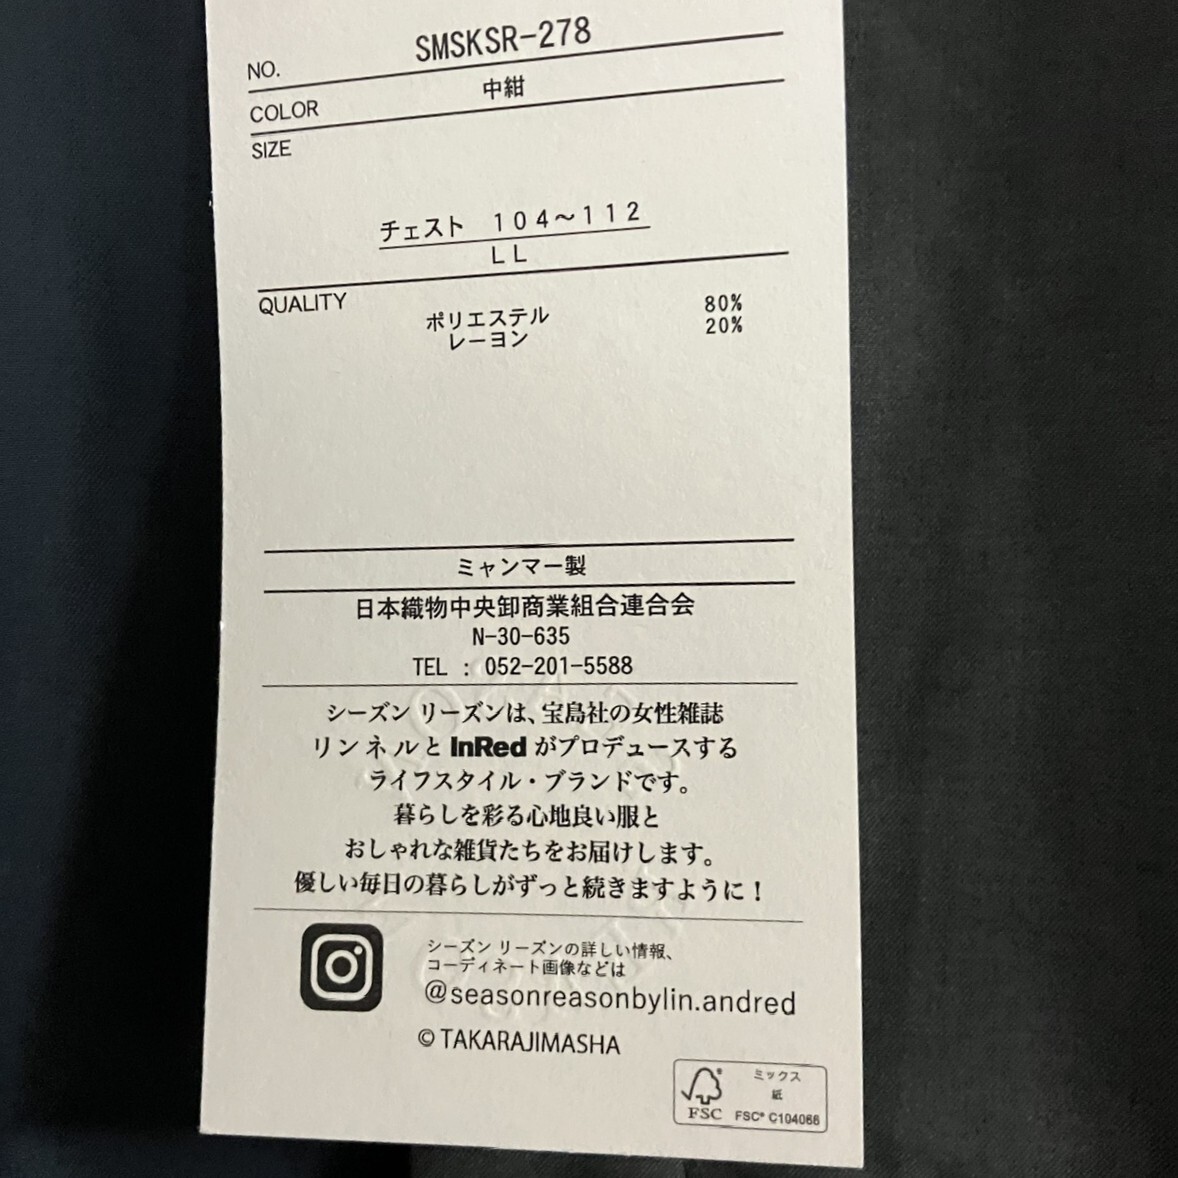 NO. SMSKSR-278
COLOR 中紺
SIZE
チェスト 104〜112
LL
QUALITY
ポリエステル 80%
レーヨン 20%
ミャンマー製
日本織物中央卸商業組合連合会
N-30-635
TEL : 052-201-5588
シーズン リーズンは、宝島社の女性雑誌
リンネルと InRed がプロデュースする
ライフスタイル・ブランドです。
暮らしを彩る心地良い服と
おしゃれな雑貨たちをお届けします。
優しい毎日の暮らしがずっと続きますように!
シーズン リーズンの詳しい情報、
コーディネート画像などは
@seasonreasonbylin.andred
© TAKARAJIMASHA
FSC
ミックス
紙
FSC® C104066